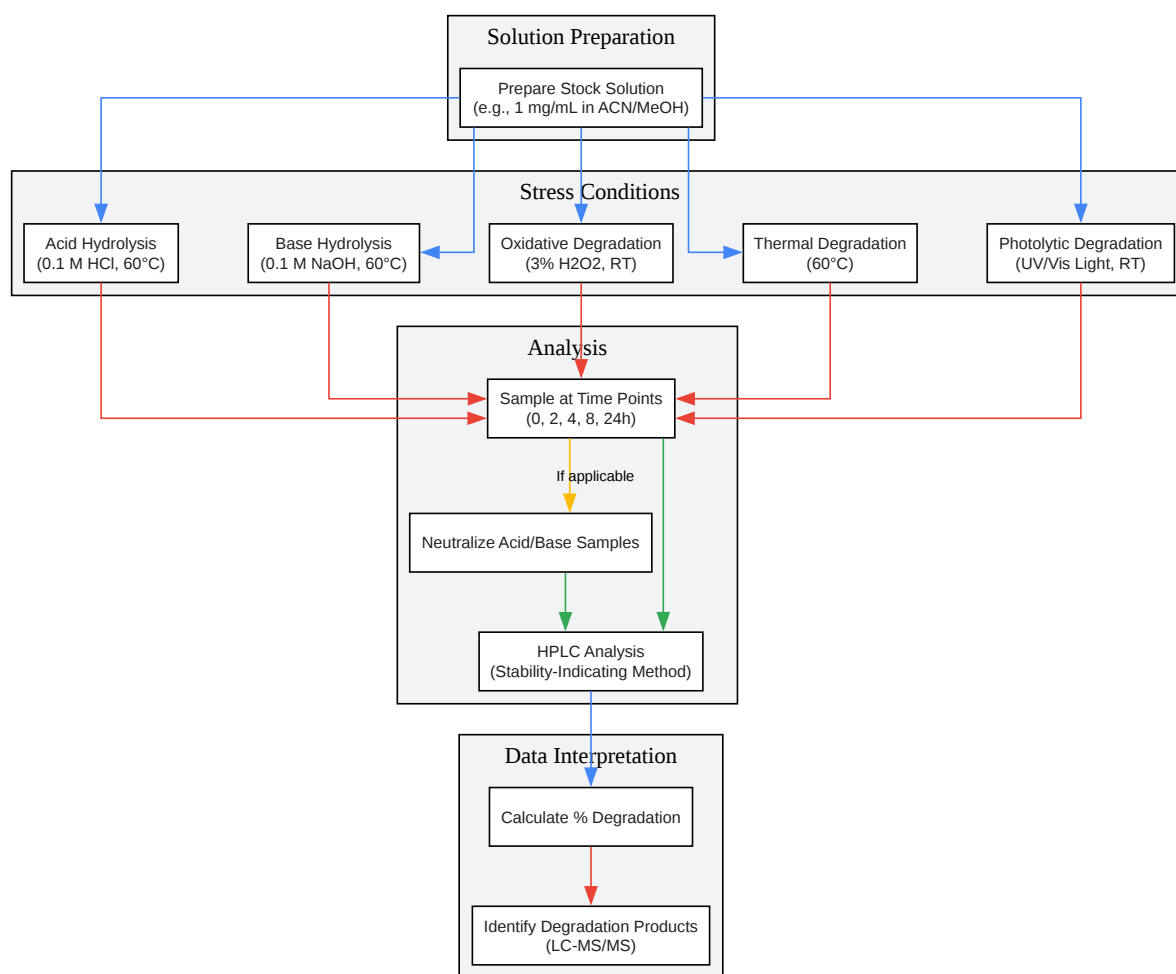 Solution Preparation
Prepare Stock Solution
(e.g., 1 mg/mL in ACN/MeOH)
Stress Conditions
Acid Hydrolysis
(0.1 M HCl, 60°C)
Base Hydrolysis
(0.1 M NaOH, 60°C)
Oxidative Degradation
(3% H2O2, RT)
Thermal Degradation
(60°C)
Photolytic Degradation
(UV/Vis Light, RT)
Analysis
Sample at Time Points
(0, 2, 4, 8, 24h)
If applicable
Neutralize Acid/Base Samples
HPLC Analysis
(Stability-Indicating Method)
Data Interpretation
Calculate % Degradation
Identify Degradation Products
(LC-MS/MS)